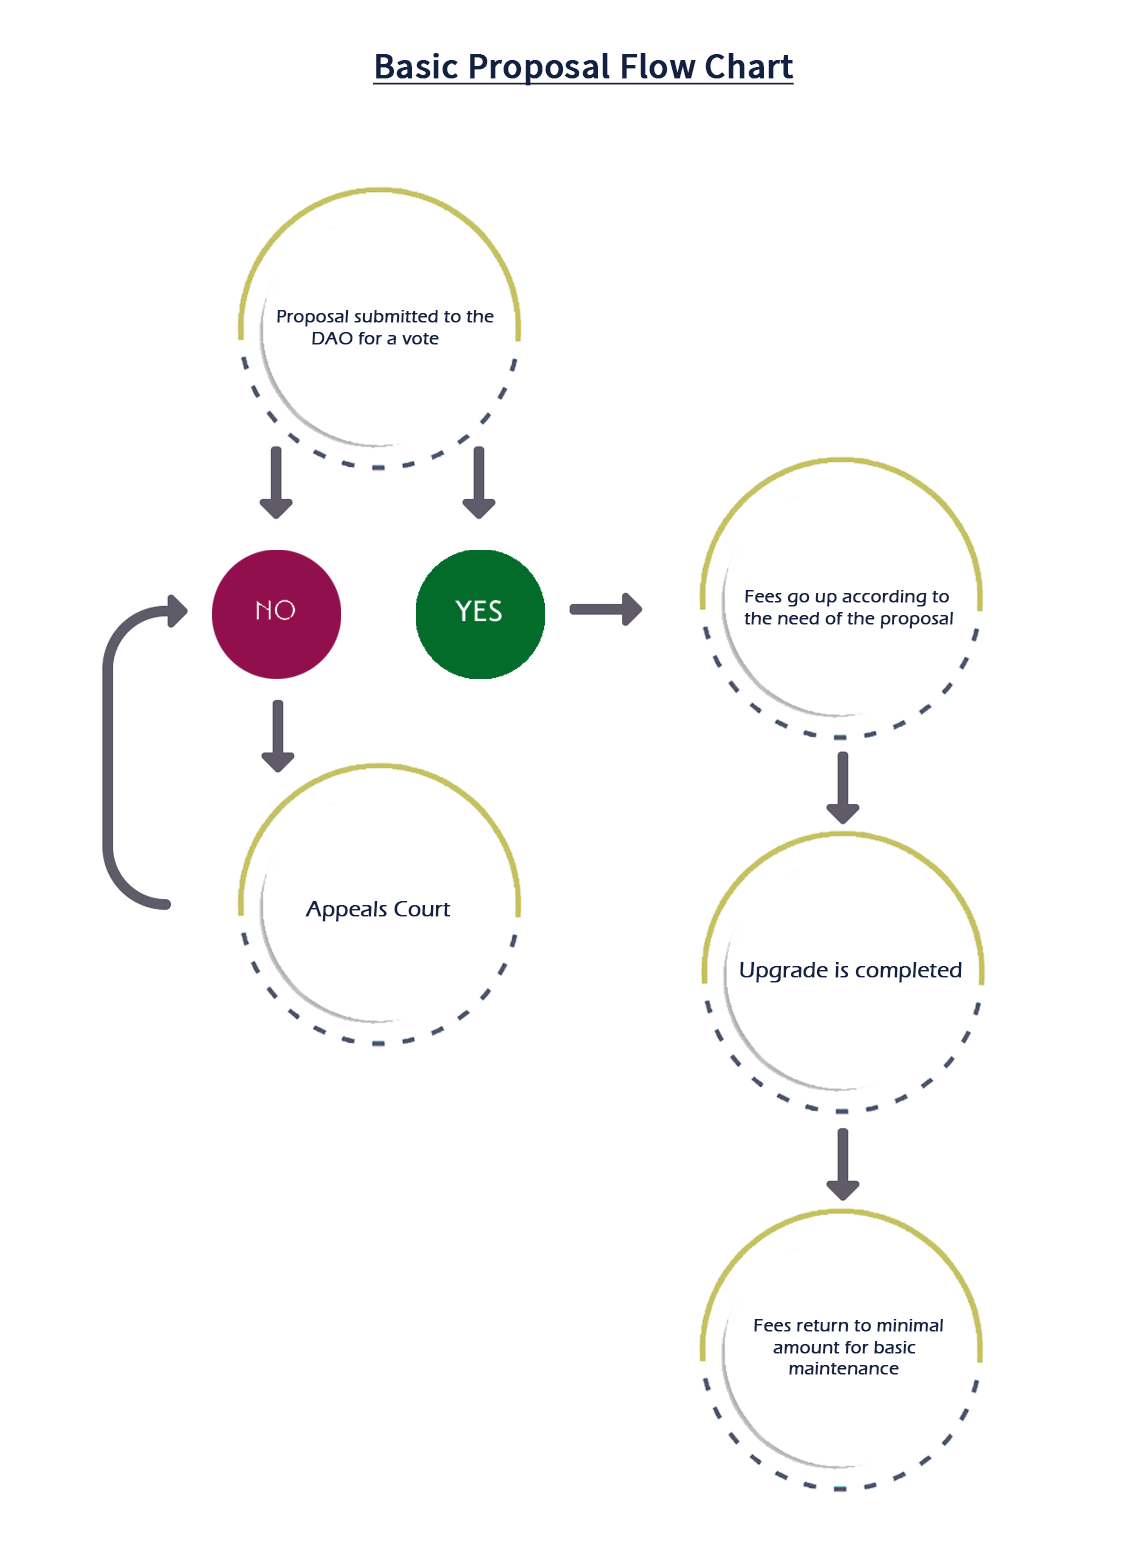 Basic Proposal Flow Chart
Proposal submitted to the
DAO for a vote
NO
YES
Fees go up according to
the need of the proposal
Appeals Court
Upgrade is completed
Fees return to minimal
amount for basic
maintenance